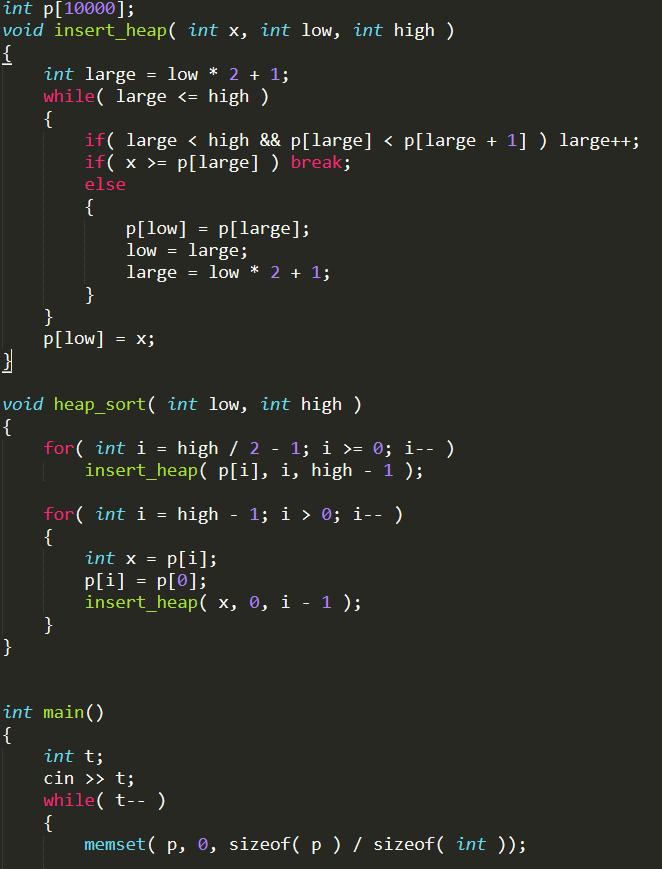 int p[10000];
void insert_heap( int x, int low, int high )
{
    int large = low * 2 + 1;
    while( large <= high )
    {
        if( large < high && p[large] < p[large + 1] ) large++;
        if( x >= p[large] ) break;
        else
        {
            p[low] = p[large];
            low = large;
            large = low * 2 + 1;
        }
    }
    p[low] = x;
}

void heap_sort( int low, int high )
{
    for( int i = high / 2 - 1; i >= 0; i-- )
        insert_heap( p[i], i, high - 1 );

    for( int i = high - 1; i > 0; i-- )
    {
        int x = p[i];
        p[i] = p[0];
        insert_heap( x, 0, i - 1 );
    }
}

int main()
{
    int t;
    cin >> t;
    while( t-- )
    {
        memset( p, 0, sizeof( p ) / sizeof( int ));